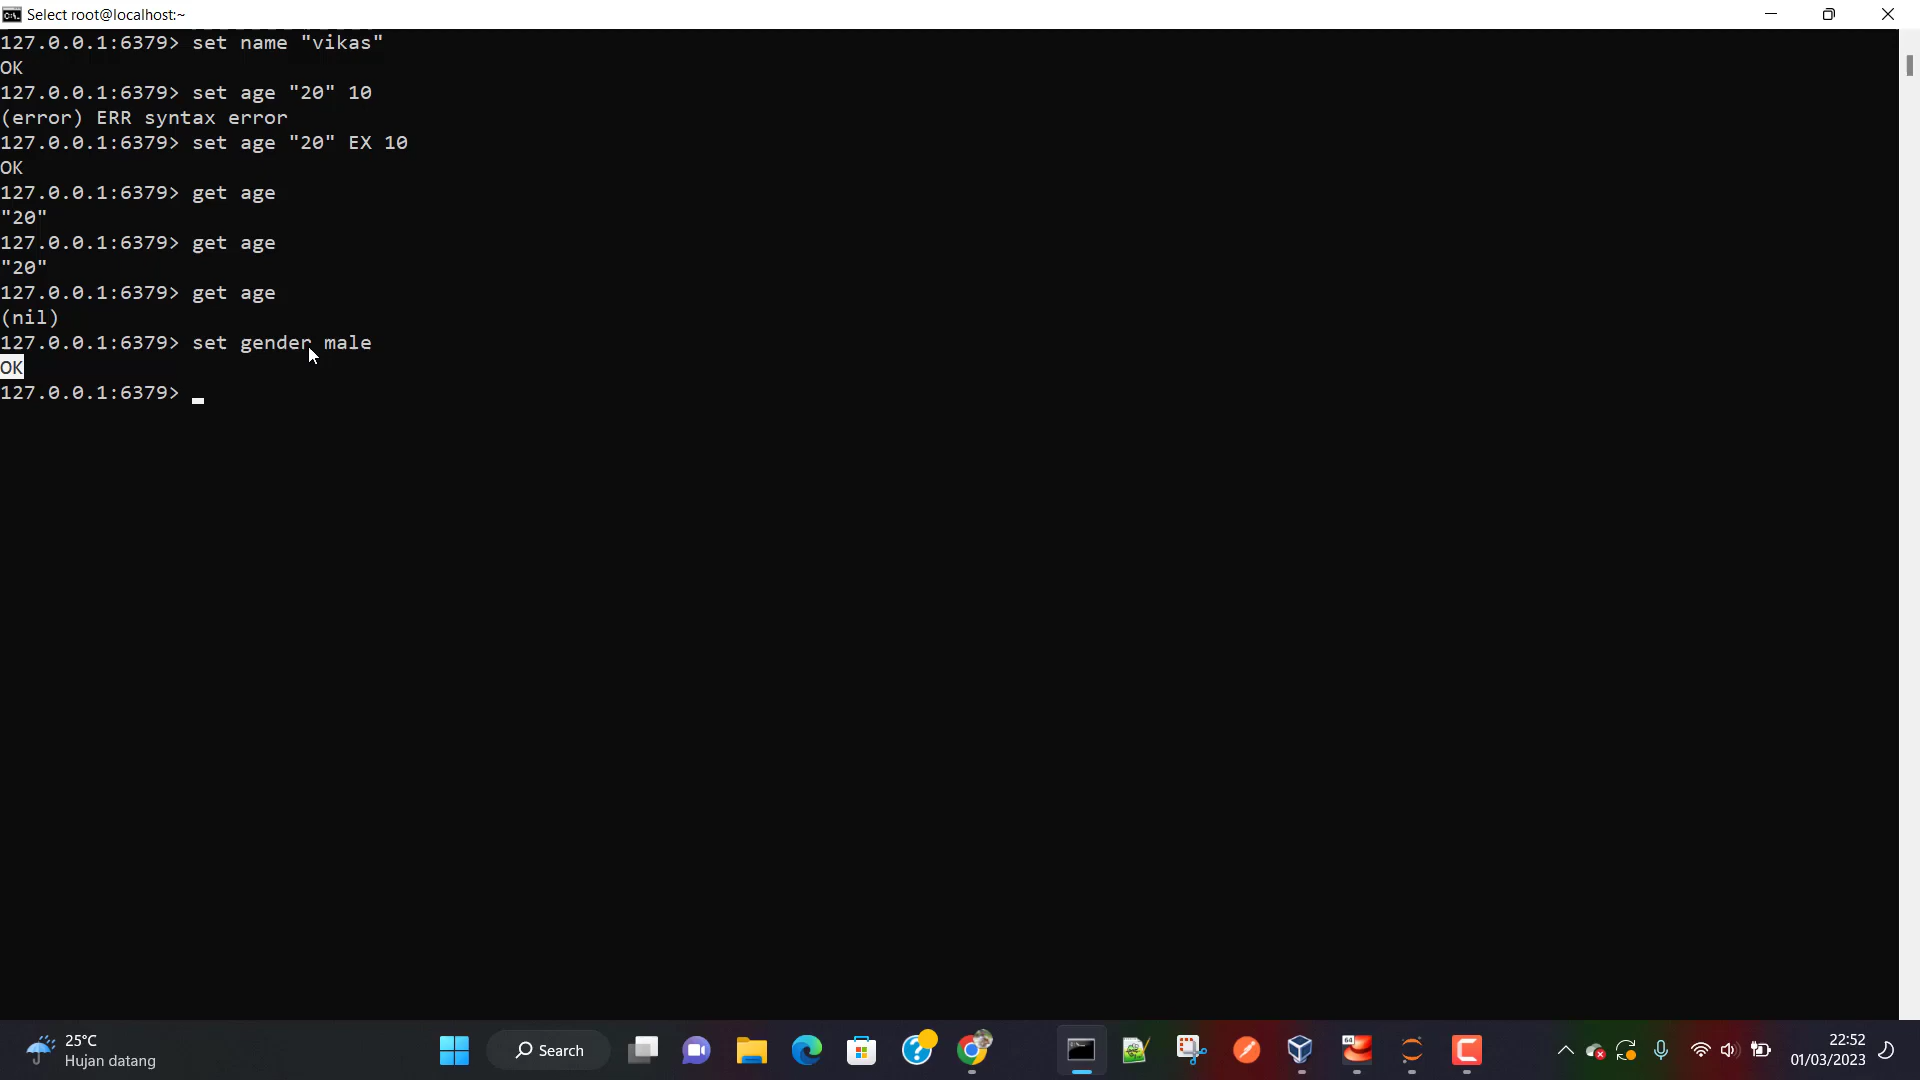 Select root@localhost:~
127.0.0.1:6379> set name "vikas"
OK
127.0.0.1:6379> set age "20" 10
(error) ERR syntax error
127.0.0.1:6379> set age "20" EX 10
OK
127.0.0.1:6379> get age
"20"
127.0.0.1:6379> get age
"20"
127.0.0.1:6379> get age
(nil)
127.0.0.1:6379> set gender male
OK
127.0.0.1:6379>
25°C
Hujan datang
Search
64
22:52
01/03/2023